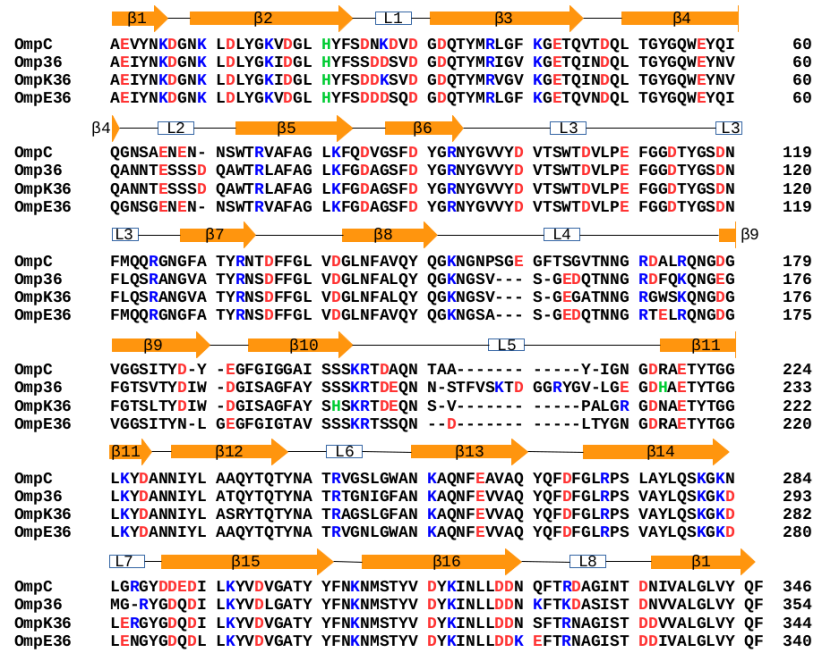 β1 β2 L1 β3 β4
OmpC AEVYNKDGNK LDLYGKVDGL HYFSDNKDVD GDQTYMRLGF KGETQVTDQL TGYGQWEYQI 60
Omp36 AEIYNKDGNK LDLYGKIDGL HYFSSDDSVD GDQTYMRIGV KGETQINDQL TGYGQWEYNV 60
OmpK36 AEIYNKDGNK LDLYGKIDGL HYFSDDKSVD GDQTYMRVGV KGETQINDQL TGYGQWEYNV 60
OmpE36 AEIYNKDGNK LDLYGKVDGL HYFSDDDSQD GDQTYMRLGF KGETQVNDQL TGYGQWEYQI 60
β4 L2 β5 β6 L3 L3
OmpC QGNSAENEN- NSWTRVAFAG LKFQDVGSFD YGRNYGVVYD VTSWTDVLPE FGGDTYGSDN 119
Omp36 QANNTESSSD QAWTRLAFAG LKFGDAGSFD YGRNYGVVYD VTSWTDVLPE FGGDTYGSDN 120
OmpK36 QANNTESSSD QAWTRLAFAG LKFGDAGSFD YGRNYGVVYD VTSWTDVLPE FGGDTYGSDN 120
OmpE36 QGNSGENEN- NSWTRVAFAG LKFGDAGSFD YGRNYGVVYD VTSWTDVLPE FGGDTYGSDN 119
L3 β7 β8 L4 β9
OmpC FMQQRGNGFA TYRNTDFFGL VDGLNFAVQY QGKNGNPSGE GFTSGVTNNG RDALRQNGDG 179
Omp36 FLQSRANGVA TYRNSDFFGL VDGLNFALQY QGKNGSV--- S-GEDQTNNG RDFQKQNGEG 176
OmpK36 FLQSRANGVA TYRNSDFFGL VDGLNFALQY QGKNGSV--- S-GEGATNNG RGWSKQNGDG 176
OmpE36 FMQQRGNGFA TYRNTDFFGL VDGLNFAVQY QGKNGSA--- S-GEDQTNNG RTELRQNGDG 175
β9 β10 L5 β11
OmpC VGGSITYD-Y -EGFGIGGAI SSSKRTDAQN TAA------- -----Y-IGN GDRAETYTGG 224
Omp36 FGTSVTYDIW -DGISAGFAY SSSKRTDEQN N-STFVSKTD GGRYGV-LGE GDHAETYTGG 233
OmpK36 FGTSLTYDIW -DGISAGFAY SHSKRTDEQN S-V------- -----PALGR GDNAETYTGG 222
OmpE36 VGGSITYN-L GEGFGIGTAV SSSKRTSSQN --D------- -----LTYGN GDRAETYTGG 220
β11 β12 L6 β13 β14
OmpC LKYDANNIYL AAQYTQTYNA TRVGSLGWAN KAQNFEAVAQ YQFDFGLRPS LAYLQSKGKN 284
Omp36 LKYDANNIYL ATQYTQTYNA TRTGNIGFAN KAQNFEVVAQ YQFDFGLRPS VAYLQSKGKD 293
OmpK36 LKYDANNIYL ASRYTQTYNA TRAGSLGFAN KAQNFEVVAQ YQFDFGLRPS VAYLQSKGKD 282
OmpE36 LKYDANNIYL AAQYTQTYNA TRVGNLGWAN KAQNFEVVAQ YQFDFGLRPS VAYLQSKGKD 280
L7 β15 β16 L8 β1
OmpC LGRGYDDEDI LKYVDVGATY YFNKNMSTYV DYKINLLDDN QFTRDAGINT DNIVALGLVY QF 346
Omp36 MG-RYGDQDI LKYVDLGATY YFNKNMSTYV DYKINLLDDN KFTKDASIST DNVVALGLVY QF 354
OmpK36 LERGYGDQDI LKYVDVGATY YFNKNMSTYV DYKINLLDDN SFTRNAGIST DDVVALGLVY QF 344
OmpE36 LENGYGDQDL LKYVDVGATY YFNKNMSTYV DYKINLLDDK EFTRNAGIST DDIVALGLVY QF 340